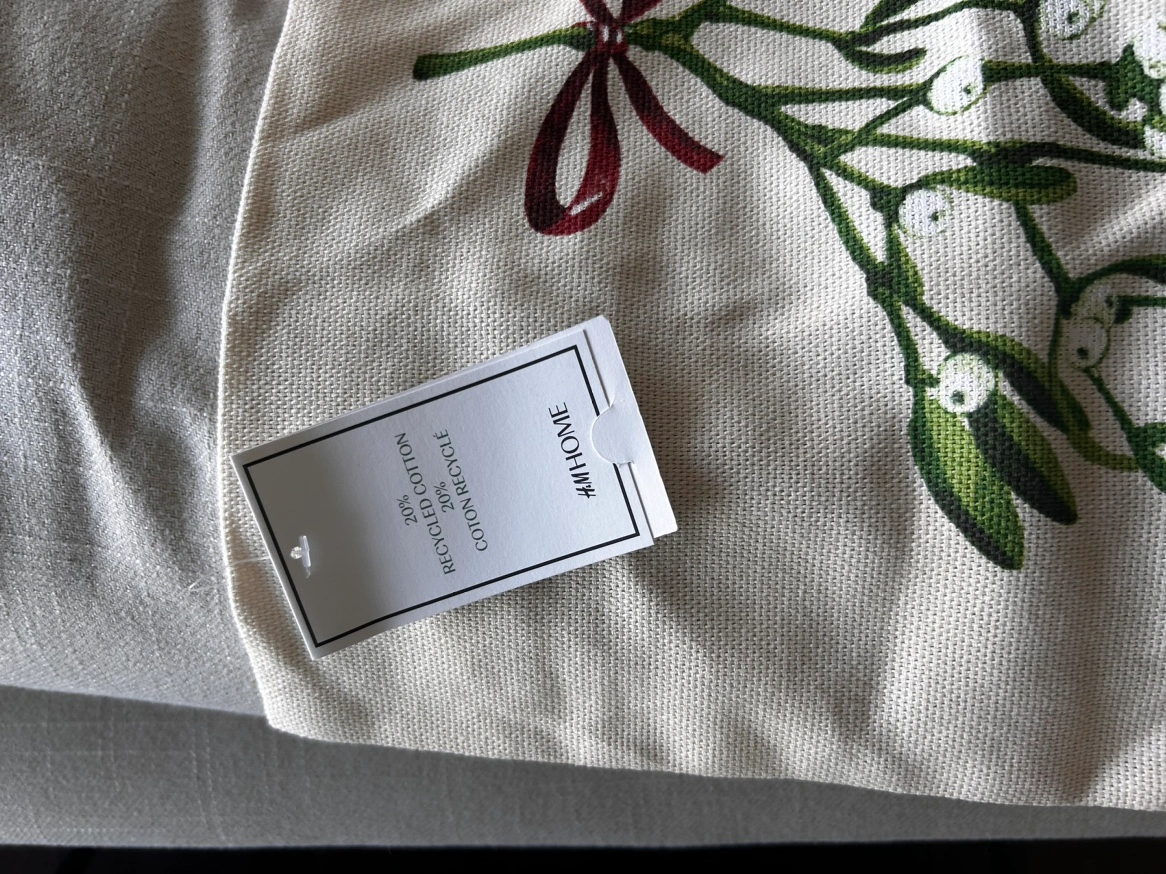 20%
RECYCLED COTTON
20%
COTON RECYCLÉ
H&M HOME